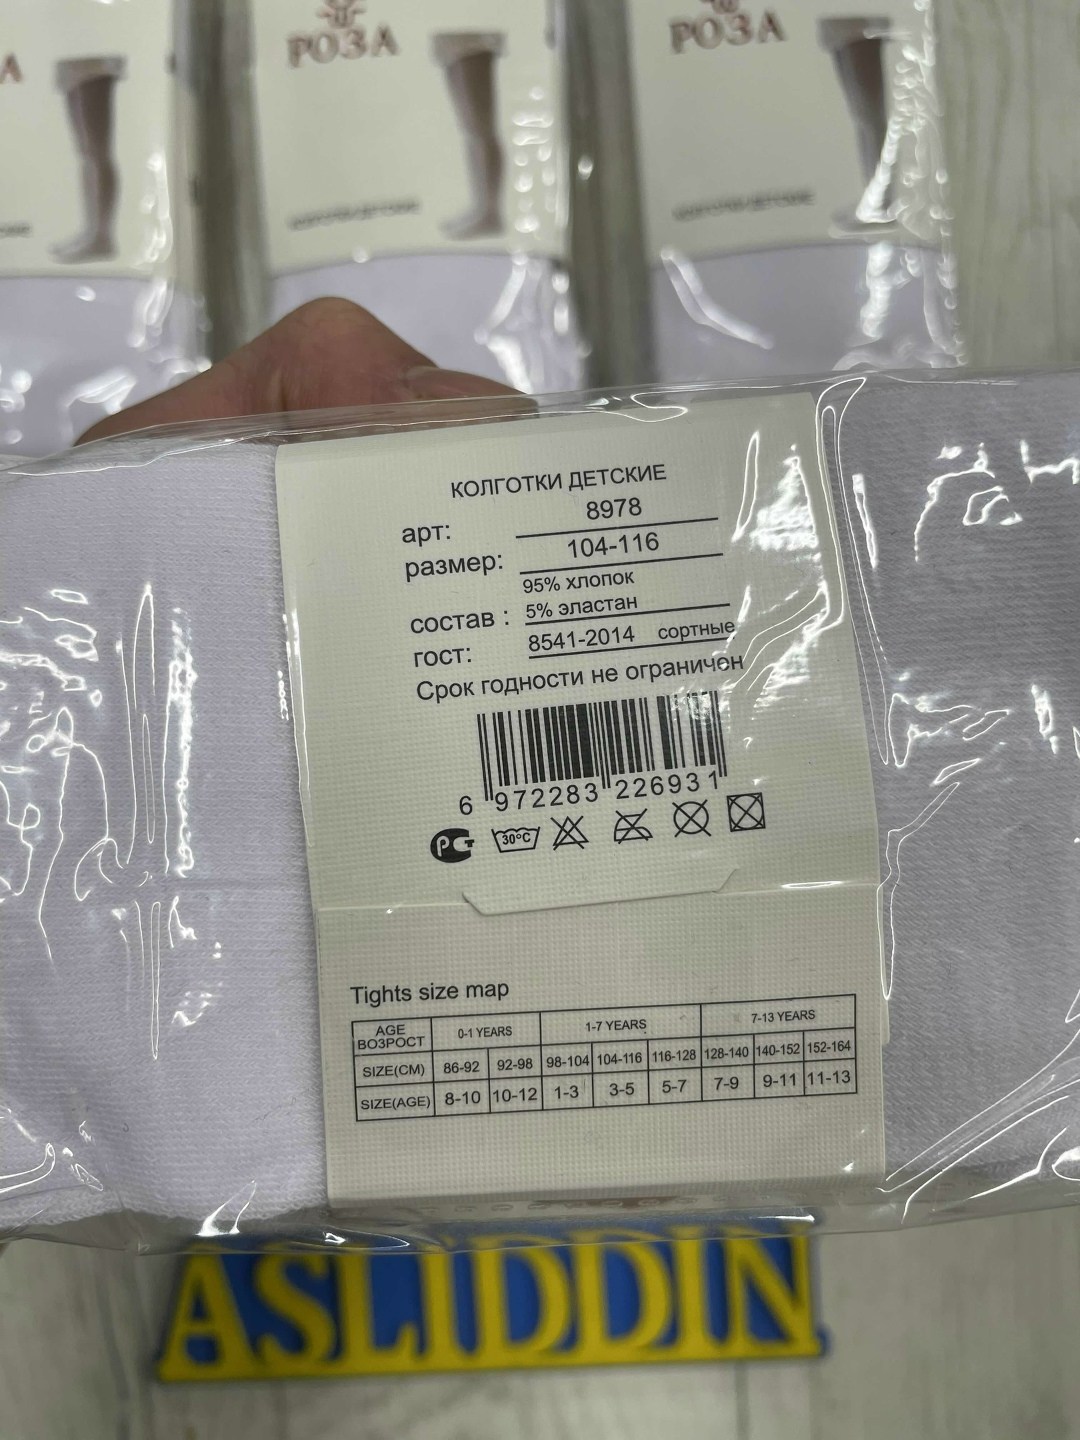 А
РОЗА
РОЗА
КОЛГОТКИ ДЕТСКИЕ
арт: 8978
размер: 104-116
95% хлопок
состав : 5% эластан
гост: 8541-2014 сортные
Срок годности не ограничен
6 972283 226931
РСТ 30°C
Tights size map
AGE ВОЗРОСТ 0-1 YEARS 1-7 YEARS 7-13 YEARS
SIZE(CM) 86-92 92-98 98-104 104-116 116-128 128-140 140-152 152-164
SIZE(AGE) 8-10 10-12 1-3 3-5 5-7 7-9 9-11 11-13
ASLIDDIN